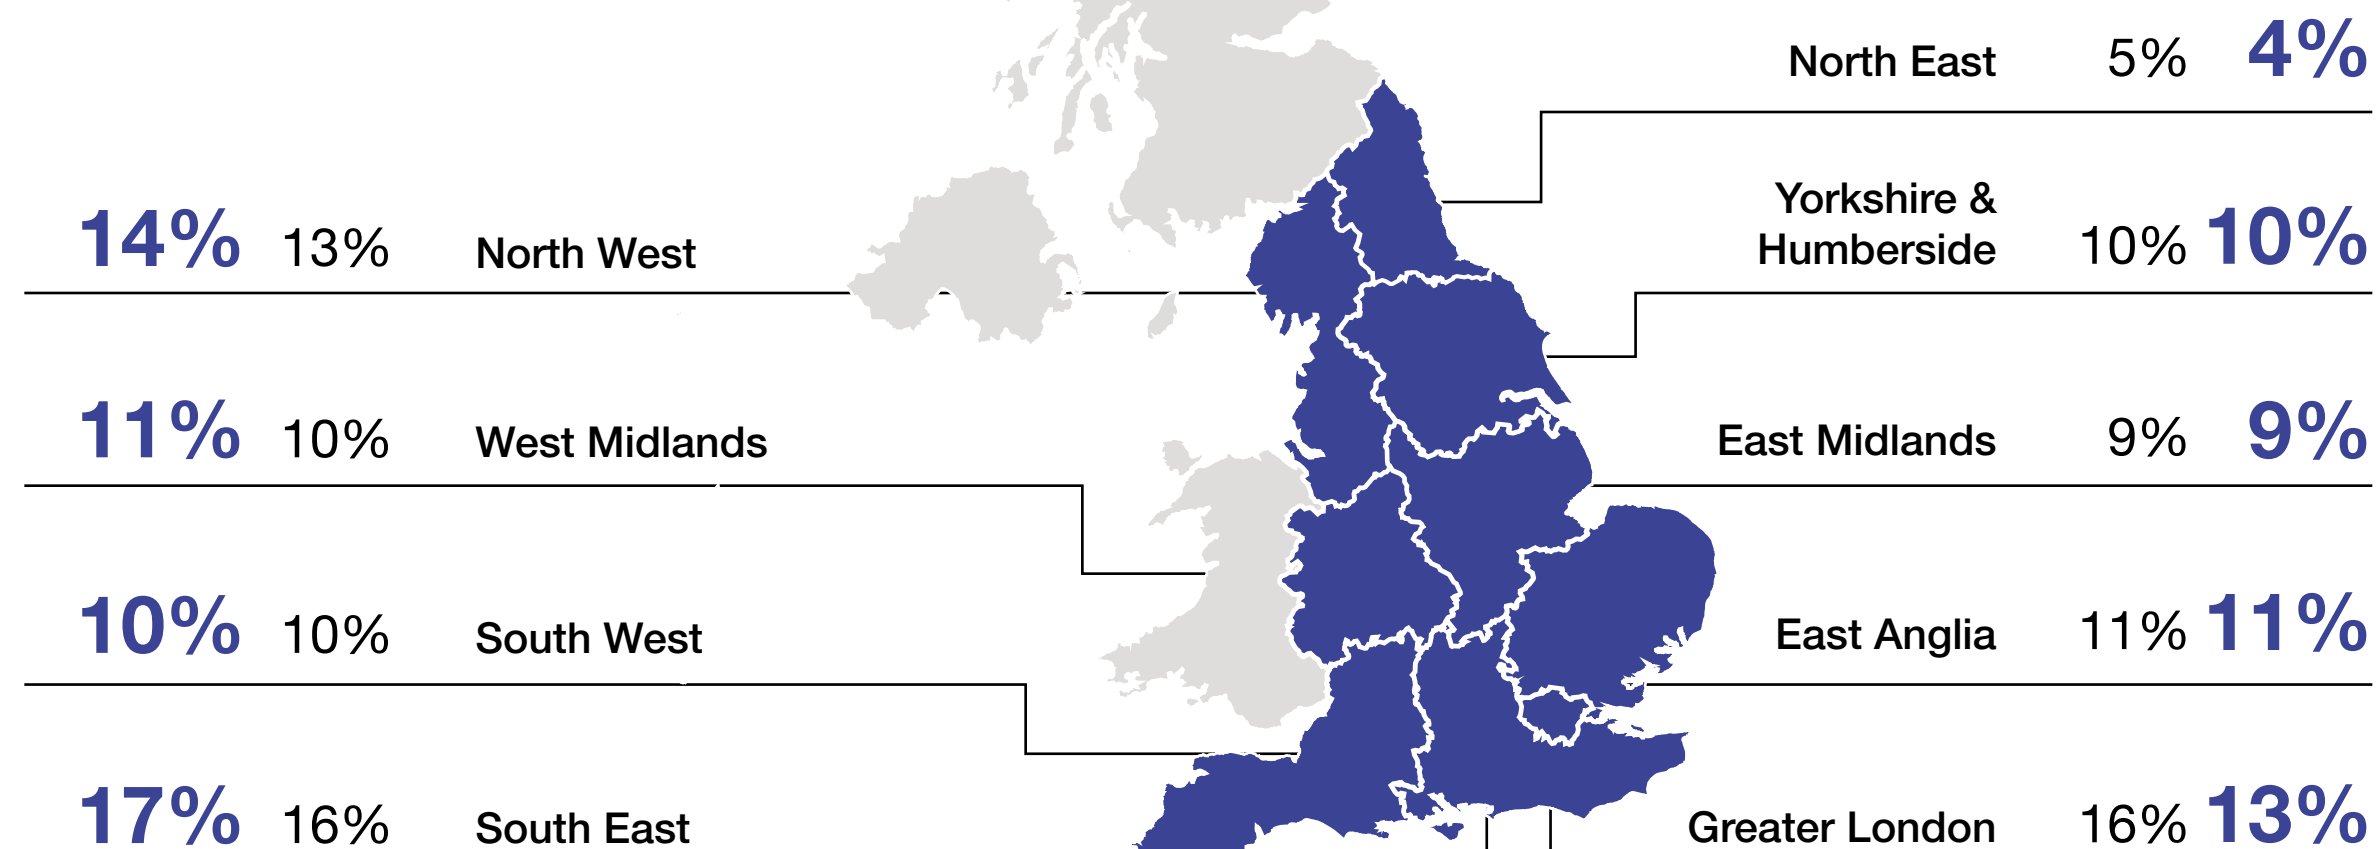 North East 5% 4%
Yorkshire &
Humberside 10% 10%
14% 13% North West
11% 10% West Midlands
East Midlands 9% 9%
10% 10% South West
East Anglia 11% 11%
17% 16% South East
Greater London 16% 13%